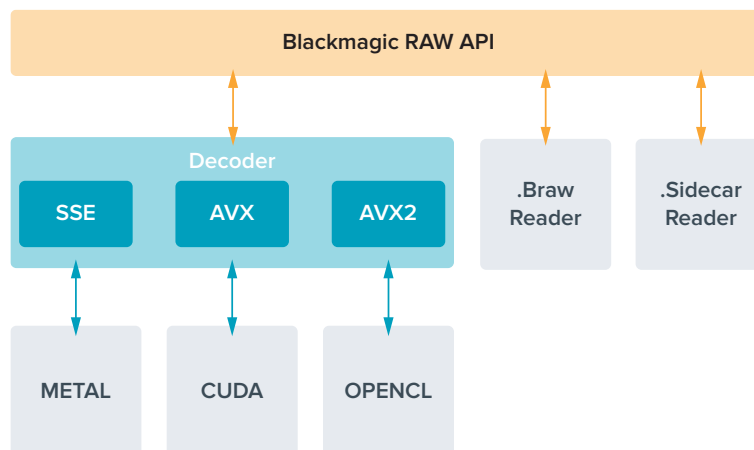 Blackmagic RAW API
Decoder
SSE
AVX
AVX2
.Braw
Reader
.Sidecar
Reader
METAL
CUDA
OPENCL